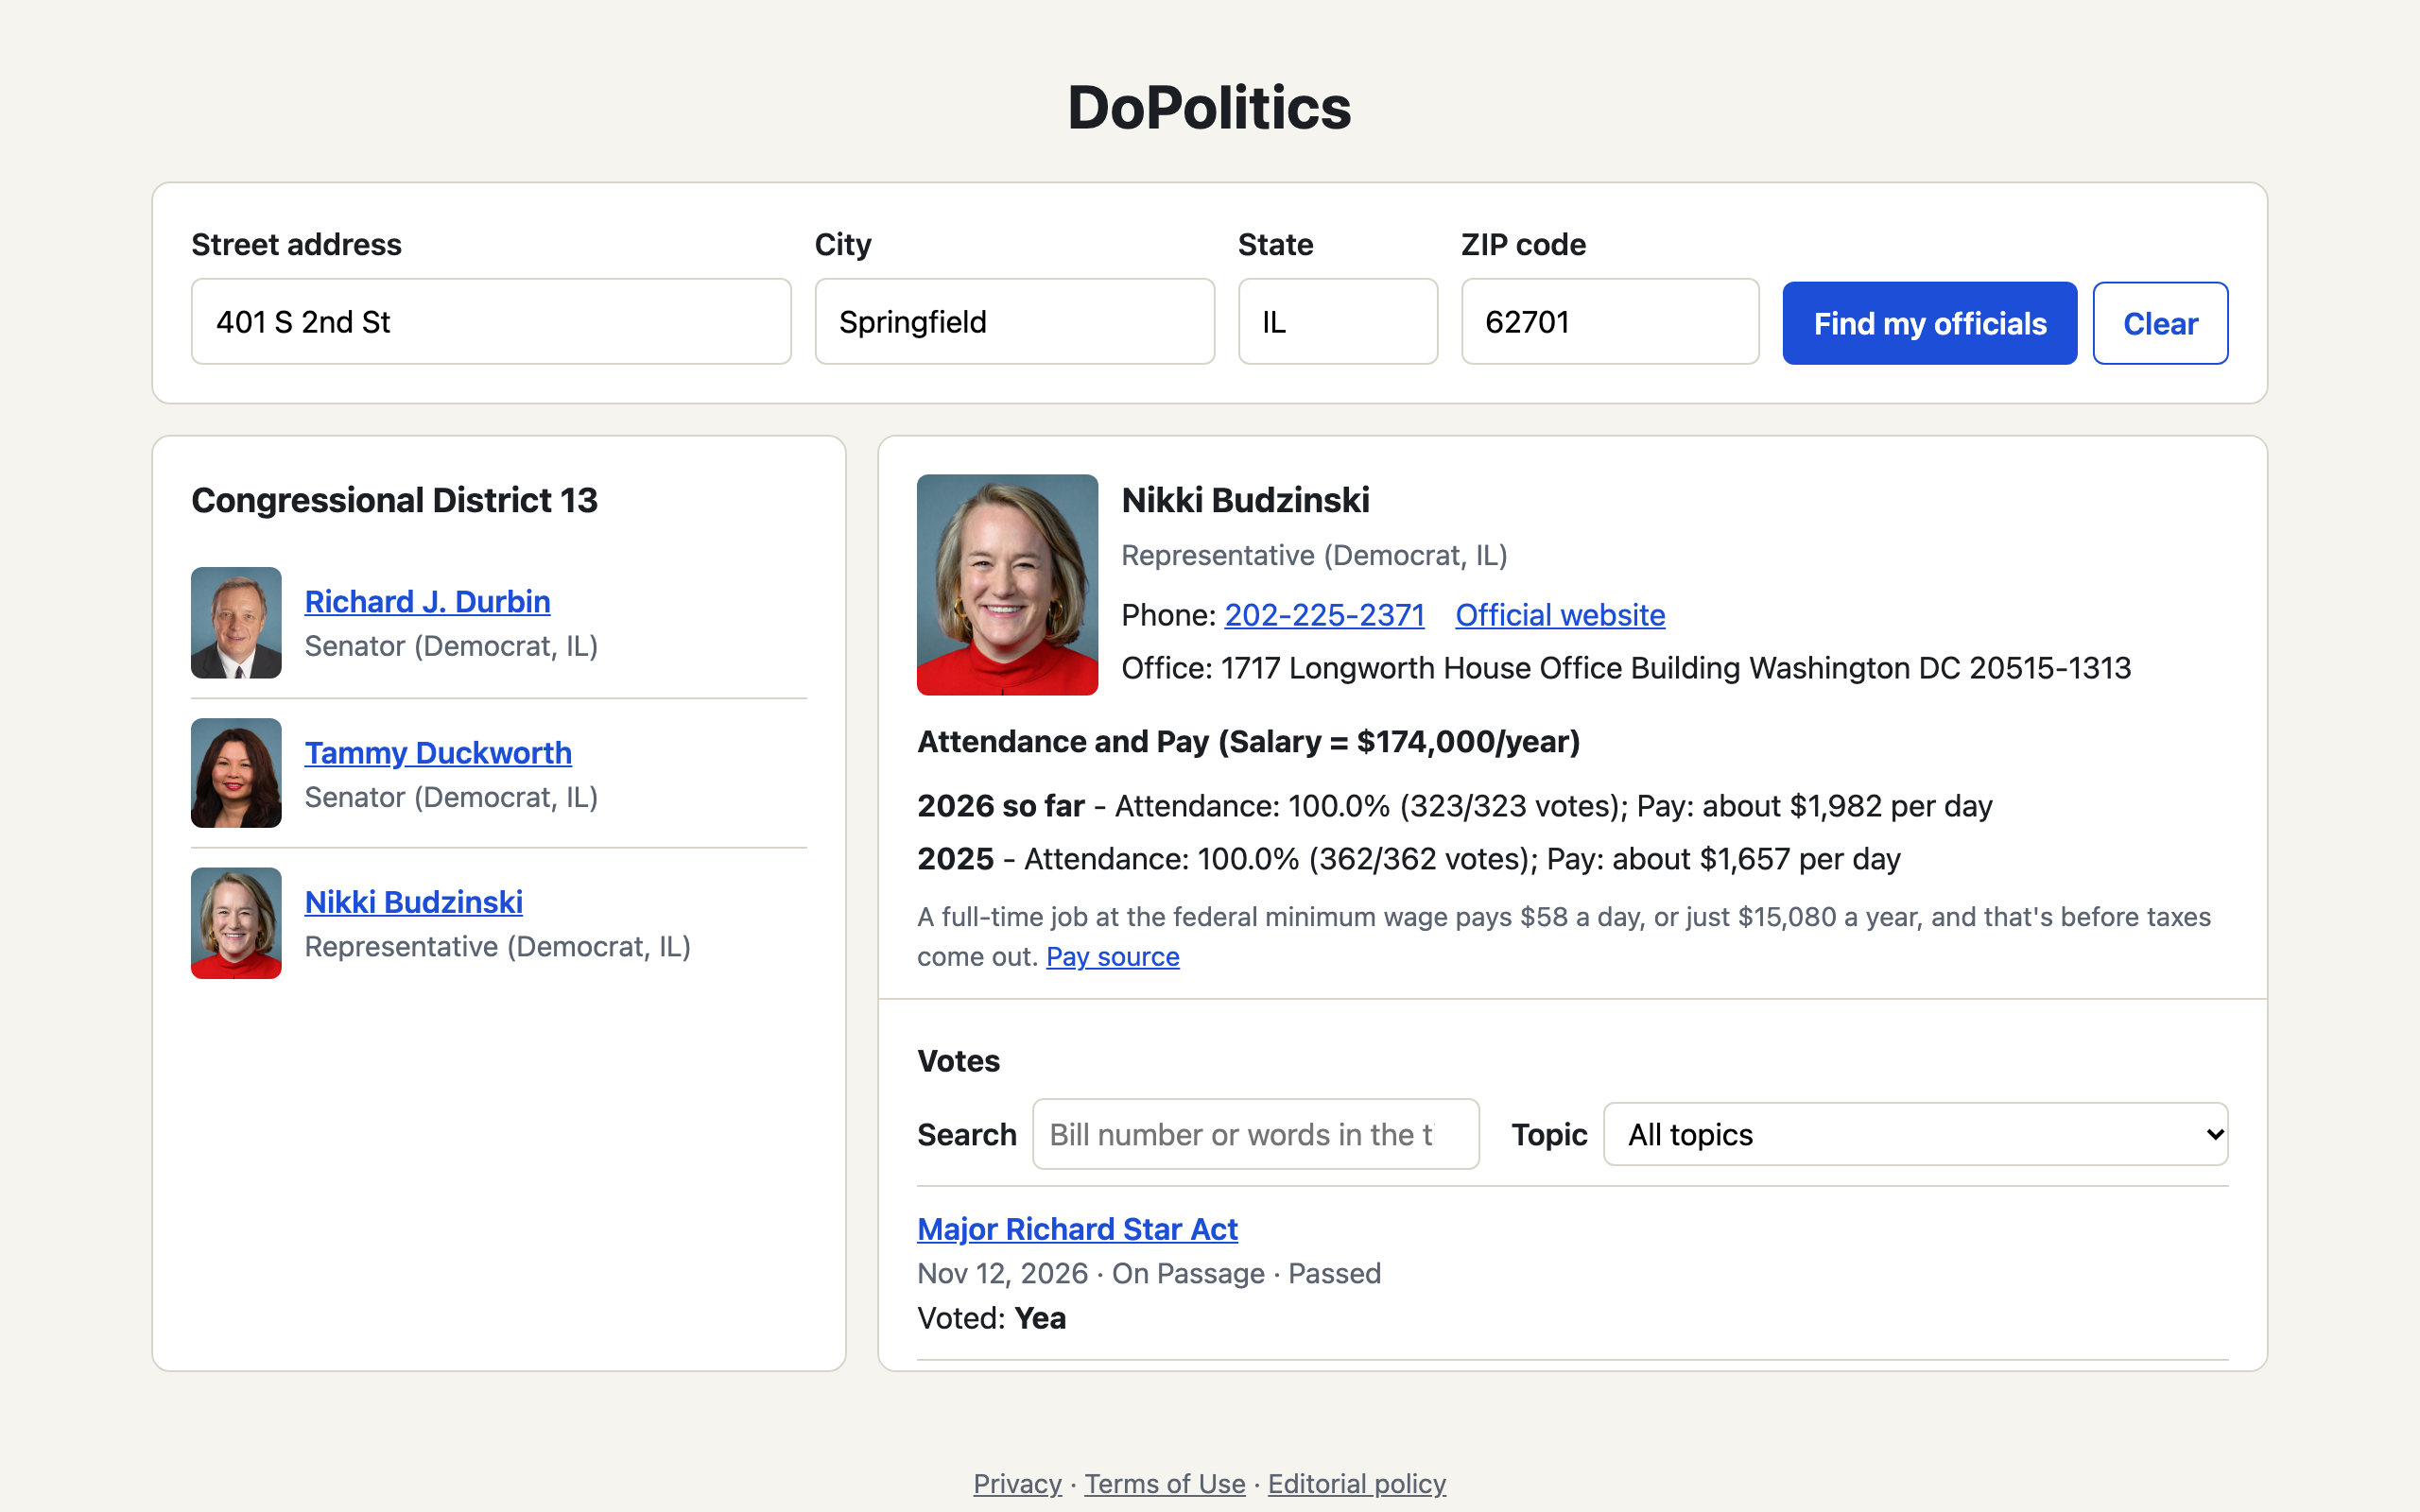 DoPolitics
Street address
City
State
ZIP code
401 S 2nd St
Springfield
IL
62701
Find my officials
Clear
Congressional District 13
Richard J. Durbin
Senator (Democrat, IL)
Tammy Duckworth
Senator (Democrat, IL)
Nikki Budzinski
Representative (Democrat, IL)
Nikki Budzinski
Representative (Democrat, IL)
Phone: 202-225-2371 Official website
Office: 1717 Longworth House Office Building Washington DC 20515-1313
Attendance and Pay (Salary = $174,000/year)
2026 so far - Attendance: 100.0% (323/323 votes); Pay: about $1,982 per day
2025 - Attendance: 100.0% (362/362 votes); Pay: about $1,657 per day
A full-time job at the federal minimum wage pays $58 a day, or just $15,080 a year, and that's before taxes
come out. Pay source
Votes
Search
Bill number or words in the
Topic
All topics
Major Richard Star Act
Nov 12, 2026 · On Passage · Passed
Voted: Yea
Privacy · Terms of Use · Editorial policy